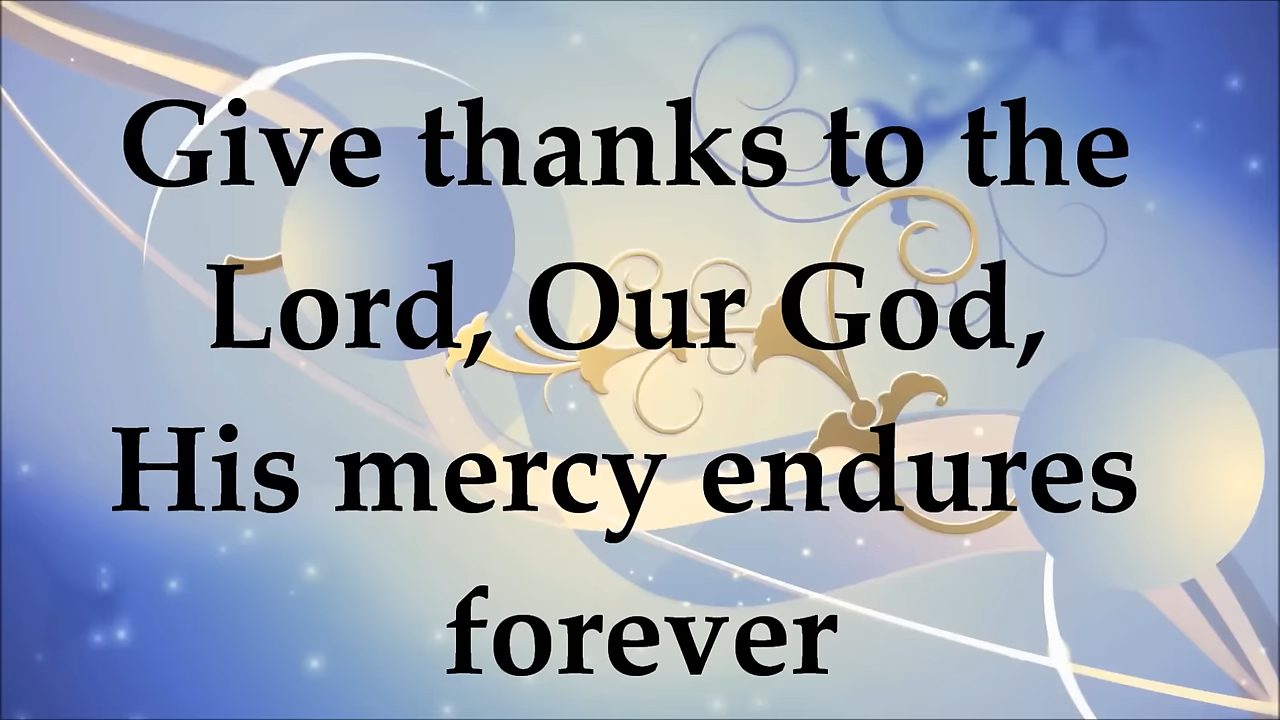 Give thanks to the
Lord, Our God,
His mercy endures
forever